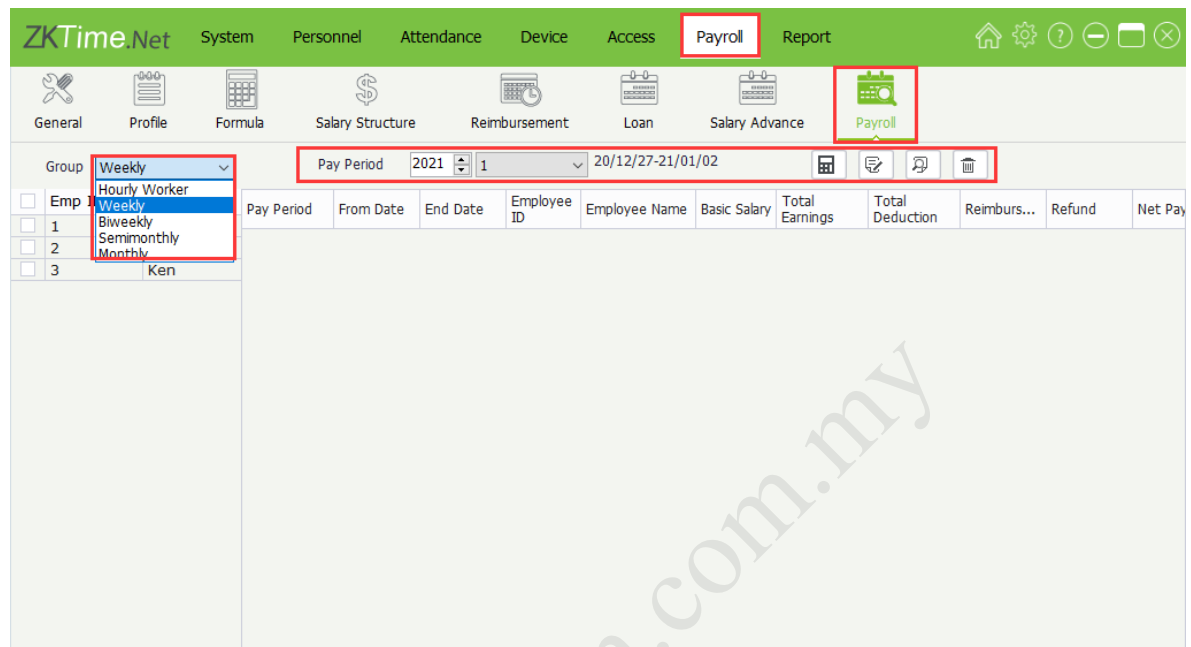 ZKTime.Net System Personnel Attendance Device Access Payroll Report
General Profile Formula Salary Structure Reimbursement Loan Salary Advance Payroll
Group Weekly Pay Period 2021 1 20/12/27-21/01/02
Hourly Worker
Weekly
Biweekly
Semimonthly
Monthly
Emp Pay Period From Date End Date Employee ID Employee Name Basic Salary Total Earnings Total Deduction Reimburs... Refund Net Pay
1
2
3 Ken
com.my